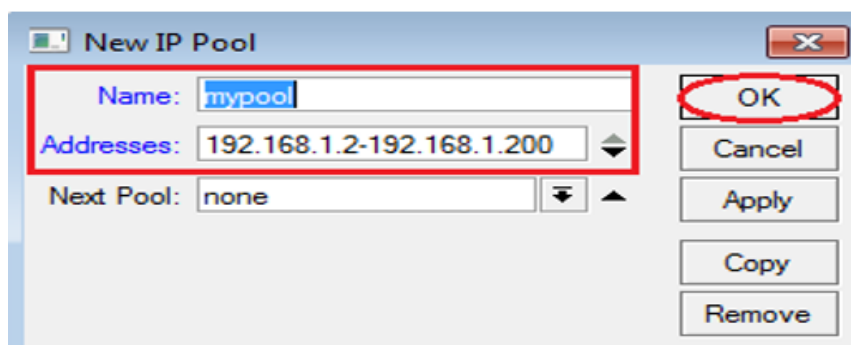 New IP Pool
Name: mypool
OK
Addresses: 192.168.1.2-192.168.1.200
Cancel
Next Pool: none
Apply
Copy
Remove